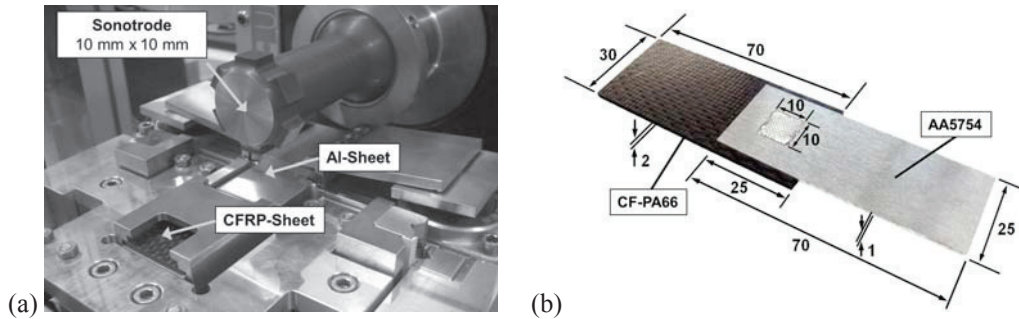 Sonotrode
10 mm x 10 mm
Al-Sheet
CFRP-Sheet
(a)
30
70
10
10
AA5754
2
CF-PA66
25
70
1
25
(b)